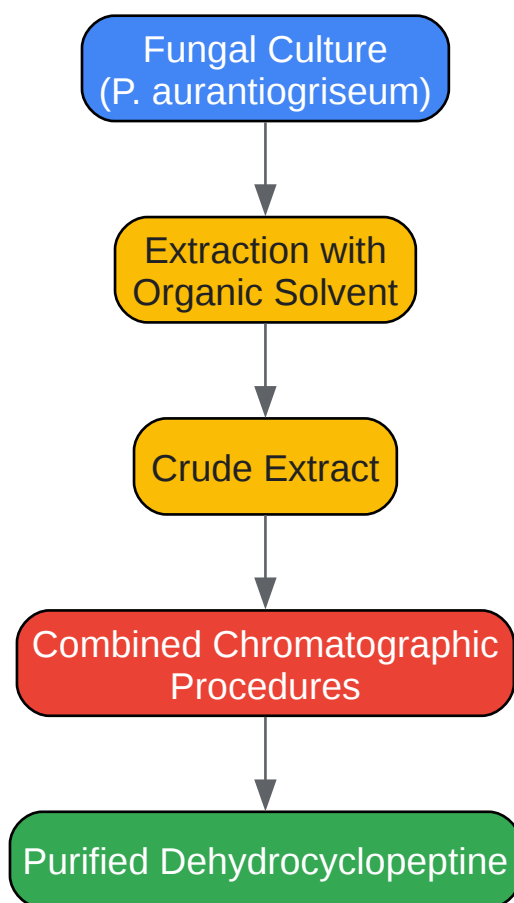 Fungal Culture
(P. aurantiogriseum)
Extraction with
Organic Solvent
Crude Extract
Combined Chromatographic
Procedures
Purified Dehydrocyclopeptine